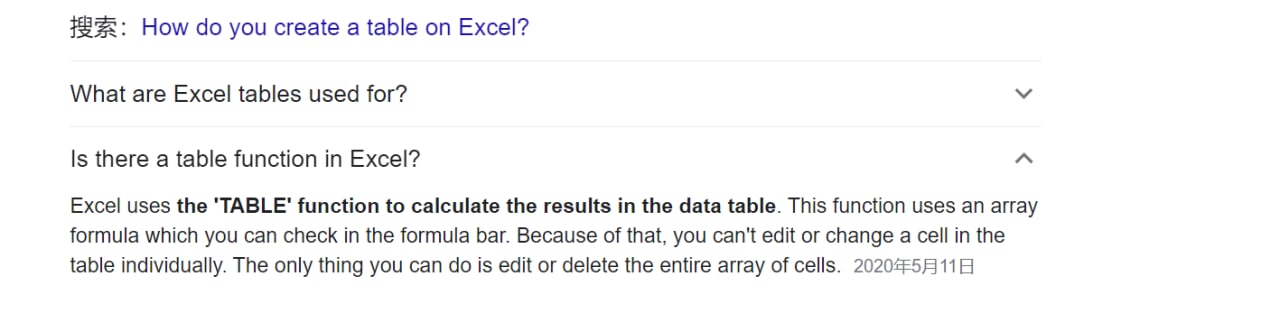 搜索： How do you create a table on Excel?
What are Excel tables used for?
Is there a table function in Excel?
Excel uses the 'TABLE' function to calculate the results in the data table. This function uses an array
formula which you can check in the formula bar. Because of that, you can't edit or change a cell in the
table individually. The only thing you can do is edit or delete the entire array of cells. 2020年5月11日